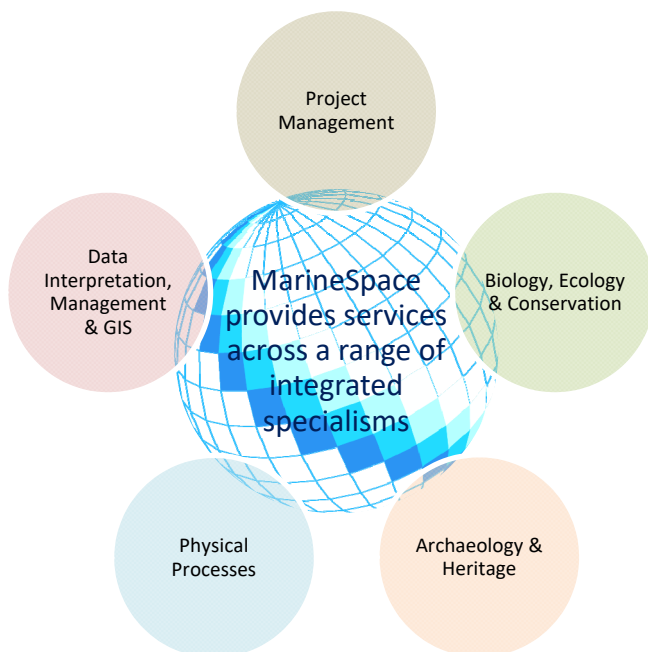 Project
Management
Data
Interpretation,
Management
& GIS
MarineSpace
provides services
across a range of
integrated
specialisms
Biology, Ecology
& Conservation
Physical
Processes
Archaeology &
Heritage